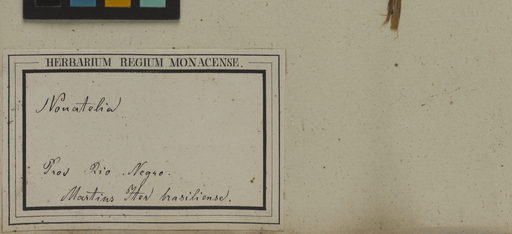 HERBARIUM REGIUM MONACENSE.
Nonatelia
Prov Rio Negro.
Martius Iter brasiliense.